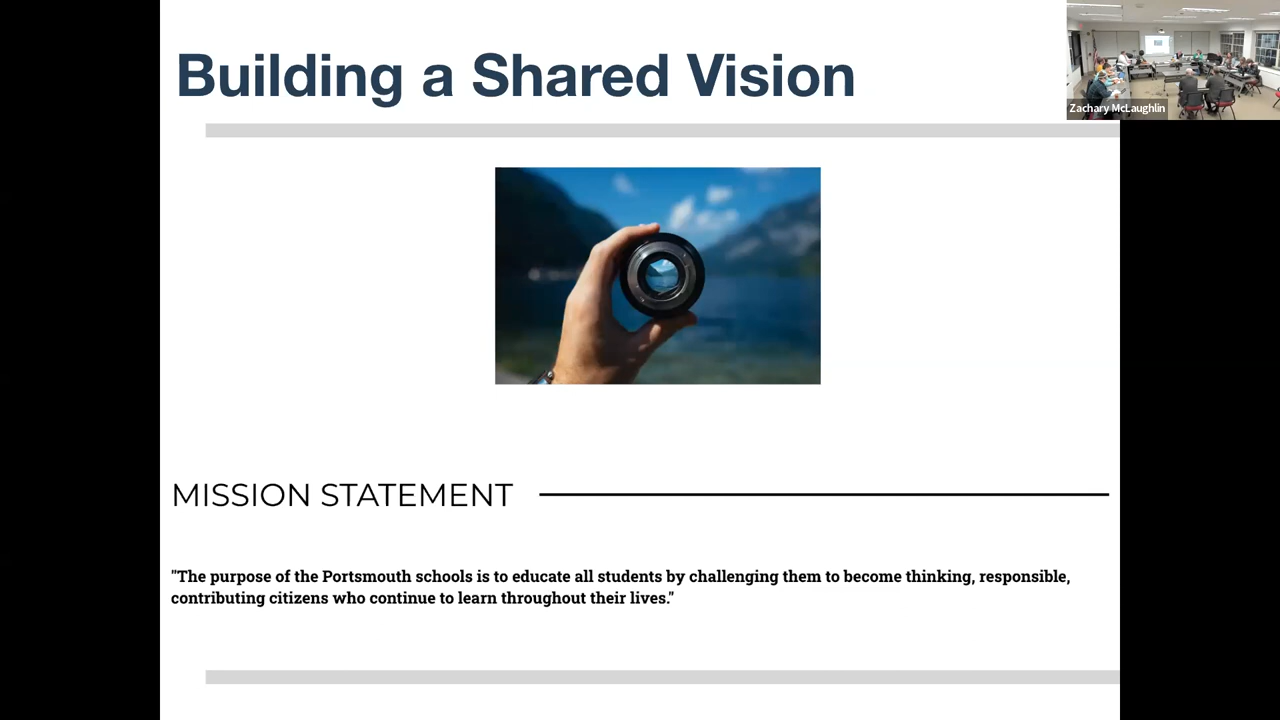 Building a Shared Vision
Zachary McLaughlin
MISSION STATEMENT
"The purpose of the Portsmouth schools is to educate all students by challenging them to become thinking, responsible,
contributing citizens who continue to learn throughout their lives."